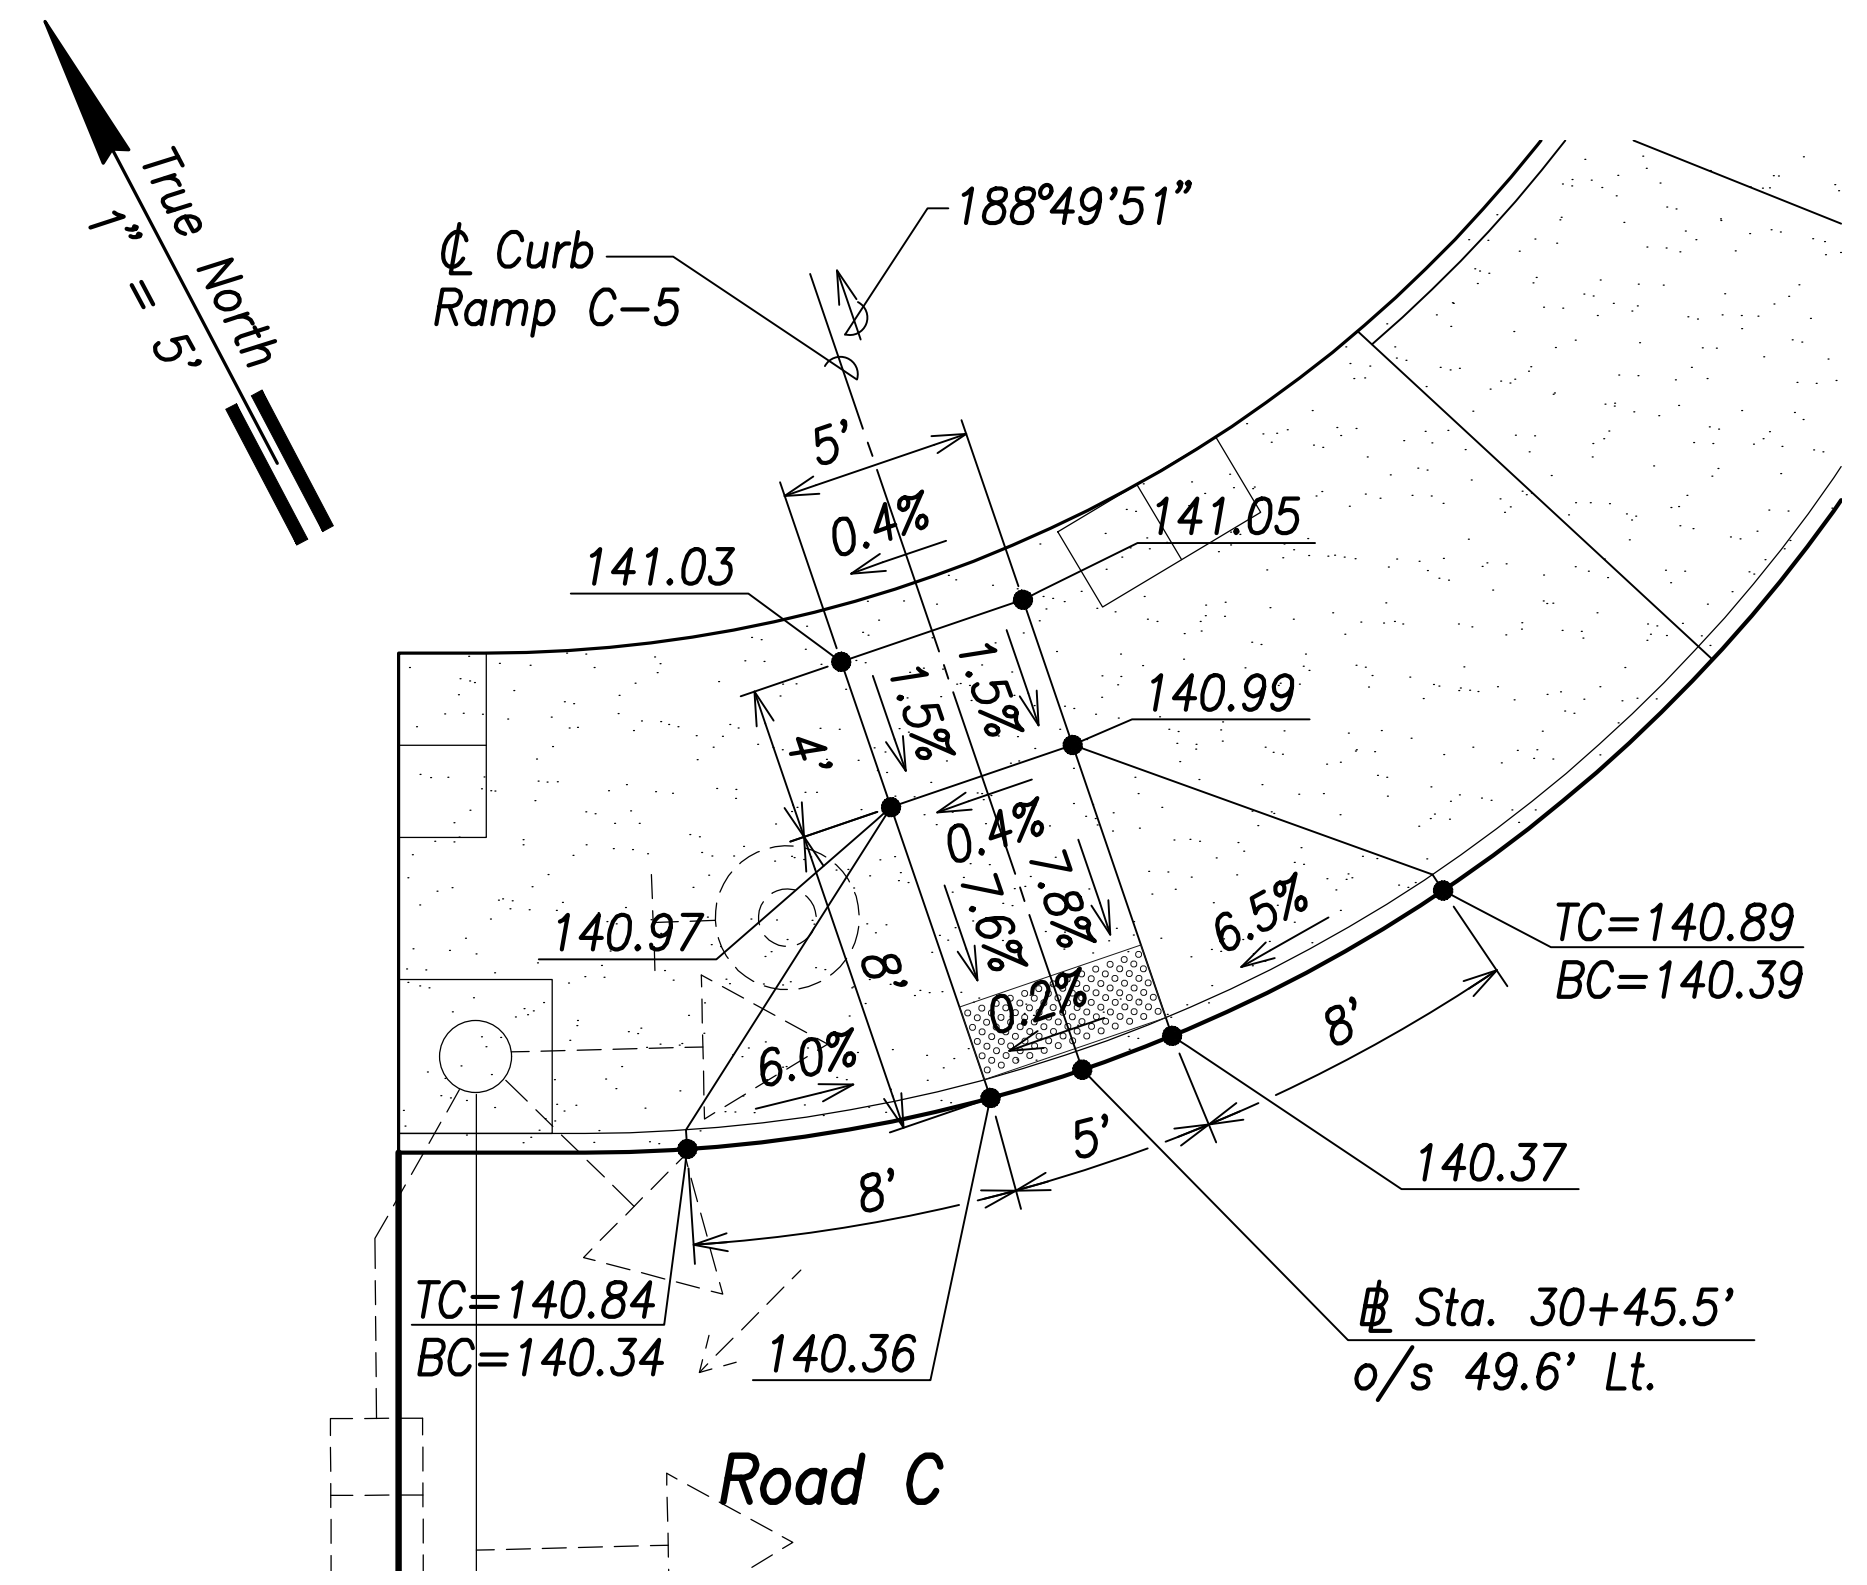 True North
1" = 5'
188°49'51"
℄ Curb
Ramp C-5
5'
0.4%
141.05
141.03
1.5%
1.5%
140.99
4'
0.4%
7.8%
7.6%
6.5%
TC=140.89
BC=140.39
140.97
8'
0.2%
6.0%
8'
5'
8'
140.37
TC=140.84
BC=140.34
140.36
B̵L Sta. 30+45.5'
o/s 49.6' Lt.
Road C